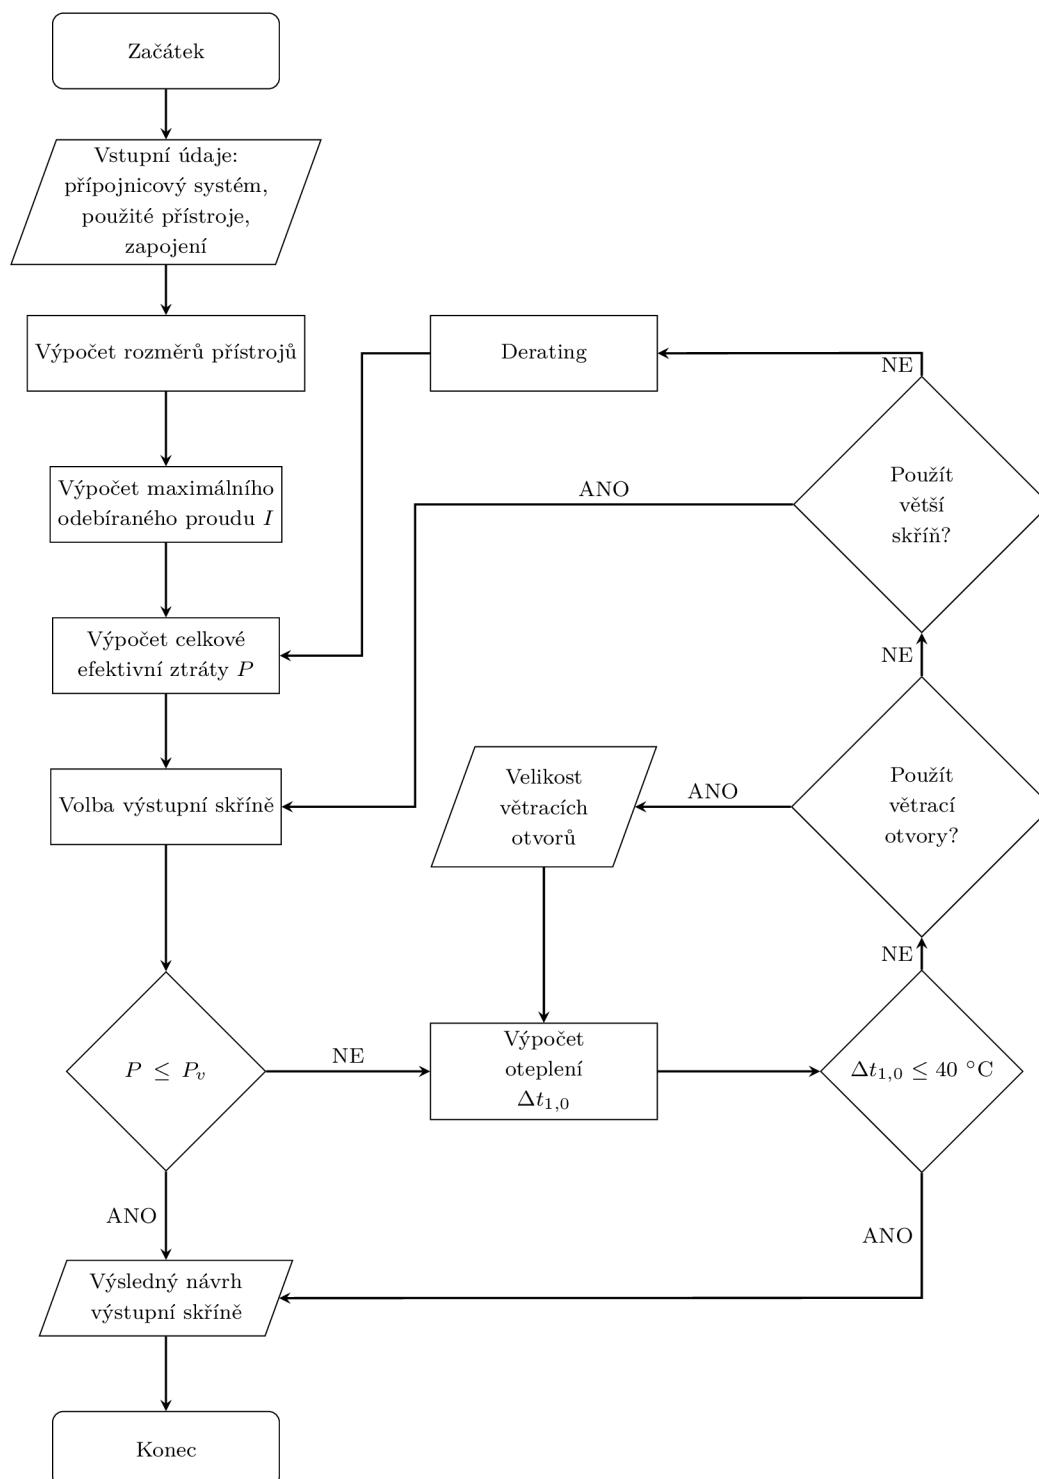 Začátek
Vstupní údaje:
přípojnicový systém,
použité přístroje,
zapojení
Výpočet rozměrů přístrojů
Derating
NE
Použít
větší
skříň?
ANO
Výpočet maximálního
odebíraného proudu I
Výpočet celkové
efektivní ztráty P
NE
Volba výstupní skříně
Velikost
větracích
otvorů
ANO
Použít
větrací
otvory?
NE
P ≤ P_v
NE
Výpočet
oteplení
Δt_{1,0}
Δt_{1,0} ≤ 40 °C
ANO
ANO
Výsledný návrh
výstupní skříně
Konec